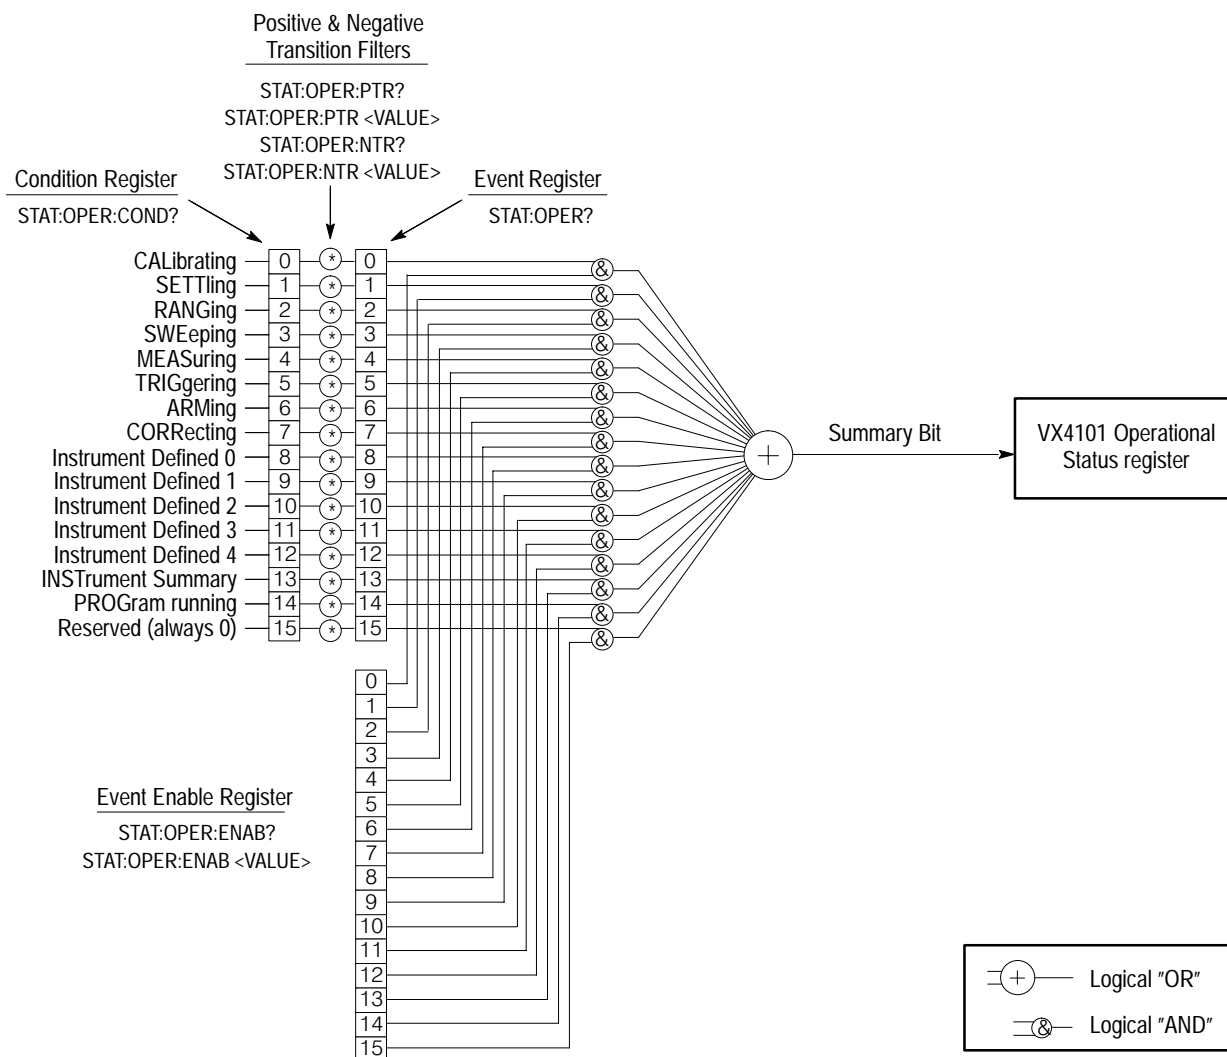 Positive & Negative
Transition Filters
STAT:OPER:PTR?
STAT:OPER:PTR <VALUE>
STAT:OPER:NTR?
STAT:OPER:NTR <VALUE>
Condition Register
STAT:OPER:COND?
Event Register
STAT:OPER?
CALibrating 0 * 0 &
SETTling 1 * 1 &
RANGing 2 * 2 &
SWEeping 3 * 3 &
MEASuring 4 * 4 &
TRIGgering 5 * 5 &
ARMing 6 * 6 &
CORRecting 7 * 7 &
Instrument Defined 0 8 * 8 &
Instrument Defined 1 9 * 9 &
Instrument Defined 2 10 * 10 &
Instrument Defined 3 11 * 11 &
Instrument Defined 4 12 * 12 &
INSTrument Summary 13 * 13 &
PROGram running 14 * 14 &
Reserved (always 0) 15 * 15 &
+
Summary Bit
VX4101 Operational
Status register
Event Enable Register
STAT:OPER:ENAB?
STAT:OPER:ENAB <VALUE>
0
1
2
3
4
5
6
7
8
9
10
11
12
13
14
15
+ Logical "OR"
& Logical "AND"